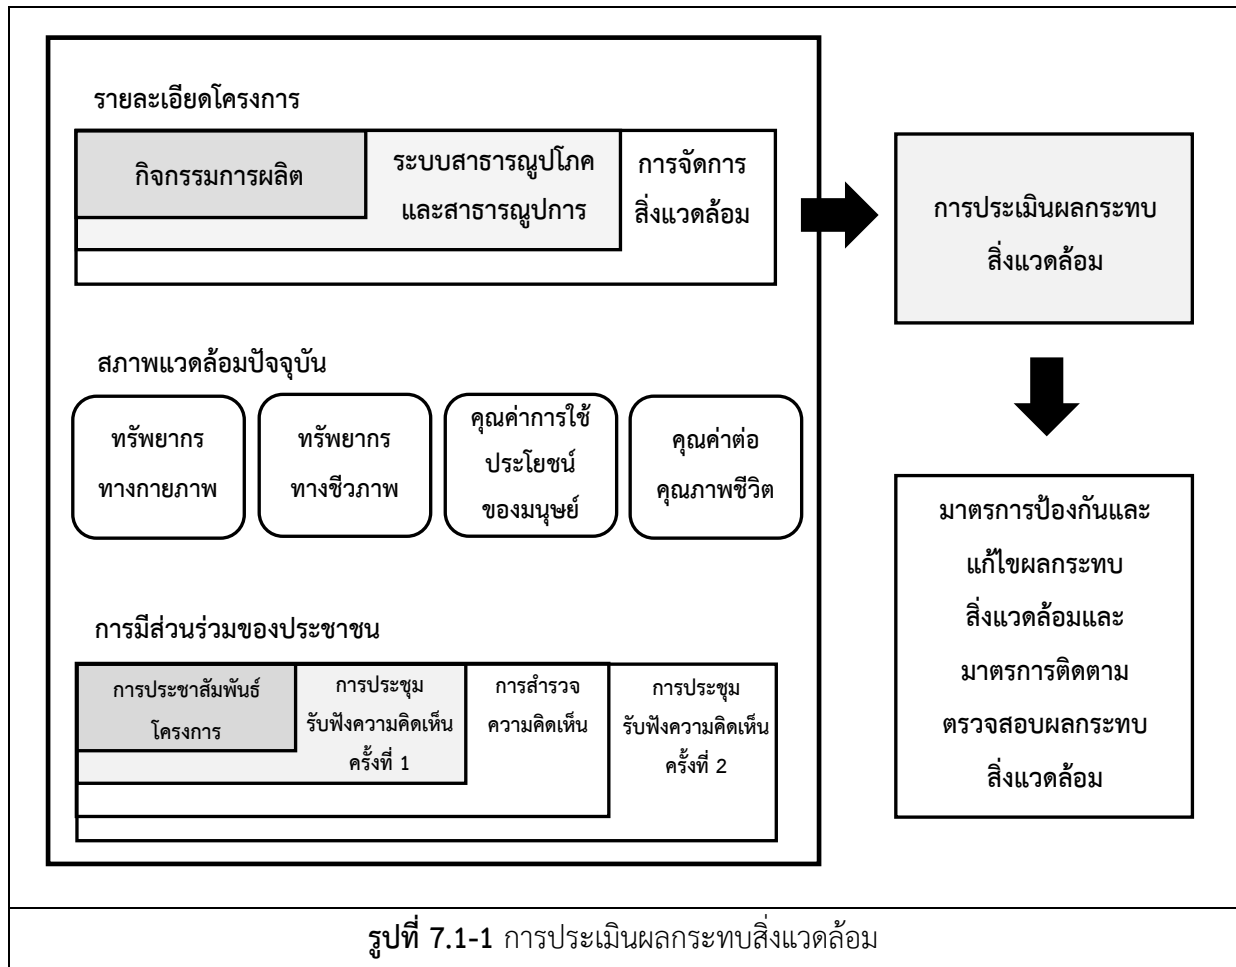 รายละเอียดโครงการ
กิจกรรมการผลิต
ระบบสาธารณูปโภค
และสาธารณูปการ
การจัดการ
สิ่งแวดล้อม
การประเมินผลกระทบ
สิ่งแวดล้อม
สภาพแวดล้อมปัจจุบัน
ทรัพยากร
ทางกายภาพ
ทรัพยากร
ทางชีวภาพ
คุณค่าการใช้
ประโยชน์
ของมนุษย์
คุณค่าต่อ
คุณภาพชีวิต
มาตรการป้องกันและ
แก้ไขผลกระทบ
สิ่งแวดล้อมและ
มาตรการติดตาม
ตรวจสอบผลกระทบ
สิ่งแวดล้อม
การมีส่วนร่วมของประชาชน
การประชาสัมพันธ์
โครงการ
การประชุม
รับฟังความคิดเห็น
ครั้งที่ 1
การสำรวจ
ความคิดเห็น
การประชุม
รับฟังความคิดเห็น
ครั้งที่ 2
รูปที่ 7.1-1 การประเมินผลกระทบสิ่งแวดล้อม